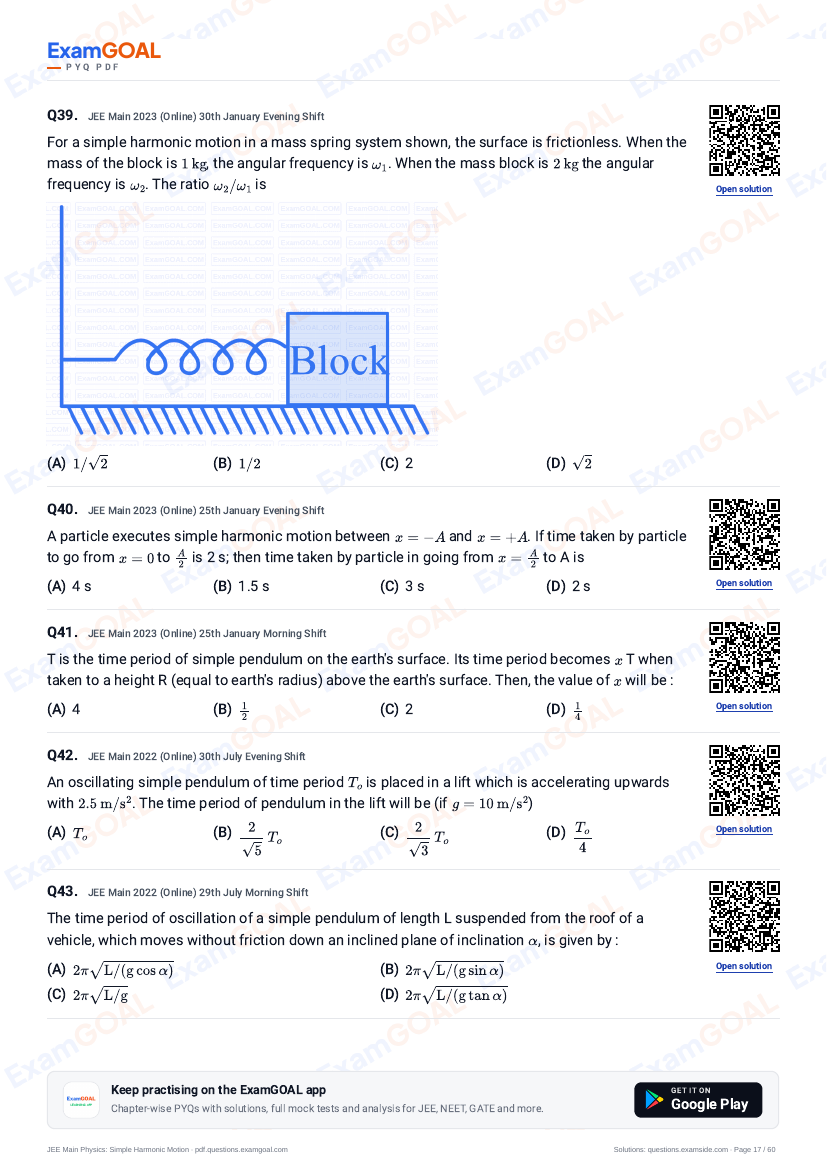 ExamGOAL
PYQ PDF
Q39. JEE Main 2023 (Online) 30th January Evening Shift
For a simple harmonic motion in a mass spring system shown, the surface is frictionless. When the
mass of the block is 1 kg, the angular frequency is ω₁. When the mass block is 2 kg the angular
frequency is ω₂. The ratio ω₂/ω₁ is
Open solution
Block
(A) 1/√2 (B) 1/2 (C) 2 (D) √2
Q40. JEE Main 2023 (Online) 25th January Evening Shift
A particle executes simple harmonic motion between x = −A and x = +A. If time taken by particle
to go from x = 0 to A/2 is 2 s; then time taken by particle in going from x = A/2 to A is
(A) 4 s (B) 1.5 s (C) 3 s (D) 2 s
Open solution
Q41. JEE Main 2023 (Online) 25th January Morning Shift
T is the time period of simple pendulum on the earth's surface. Its time period becomes x T when
taken to a height R (equal to earth's radius) above the earth's surface. Then, the value of x will be :
(A) 4 (B) 1/2 (C) 2 (D) 1/4
Open solution
Q42. JEE Main 2022 (Online) 30th July Evening Shift
An oscillating simple pendulum of time period Tₒ is placed in a lift which is accelerating upwards
with 2.5 m/s². The time period of pendulum in the lift will be (if g = 10 m/s²)
(A) Tₒ (B) 2/√5 Tₒ (C) 2/√3 Tₒ (D) Tₒ/4
Open solution
Q43. JEE Main 2022 (Online) 29th July Morning Shift
The time period of oscillation of a simple pendulum of length L suspended from the roof of a
vehicle, which moves without friction down an inclined plane of inclination α, is given by :
(A) 2π√(L/(g cos α)) (B) 2π√(L/(g sin α))
Open solution
(C) 2π√(L/g) (D) 2π√(L/(g tan α))
ExamGOAL
Keep practising on the ExamGOAL app
Chapter-wise PYQs with solutions, full mock tests and analysis for JEE, NEET, GATE and more.
GET IT ON
Google Play
JEE Main Physics: Simple Harmonic Motion · pdf.questions.examgoal.com
Solutions: questions.examside.com · Page 17 / 60